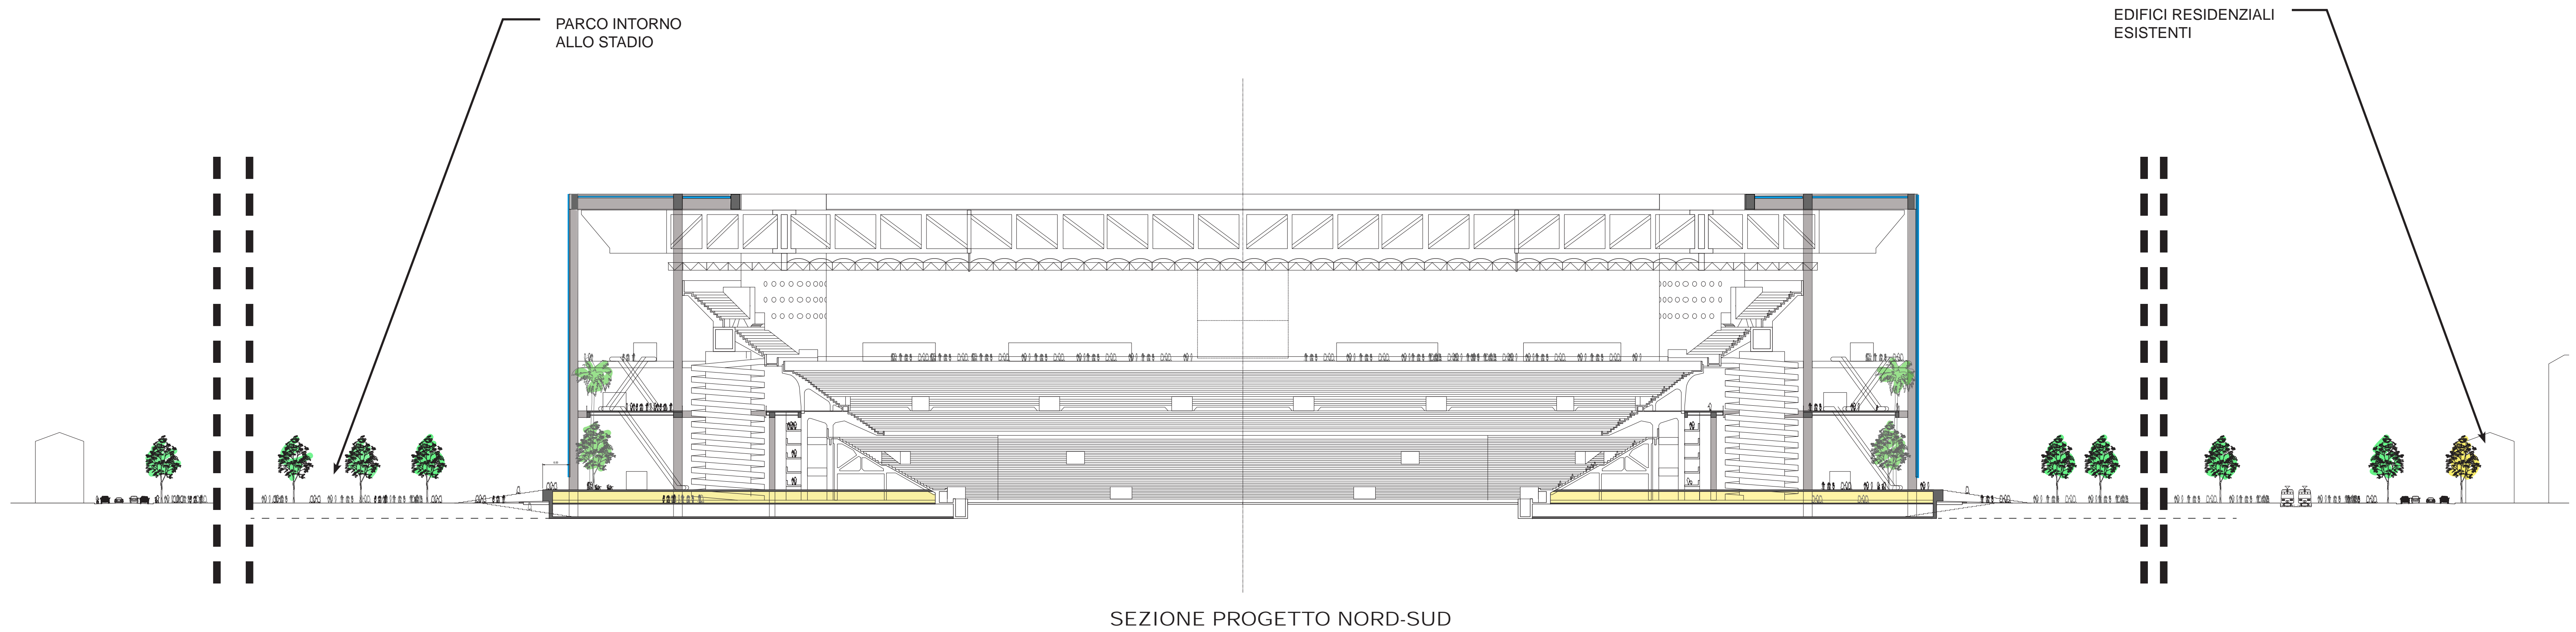 PARCO INTORNO
ALLO STADIO
EDIFICI RESIDENZIALI
ESISTENTI
SEZIONE PROGETTO NORD-SUD